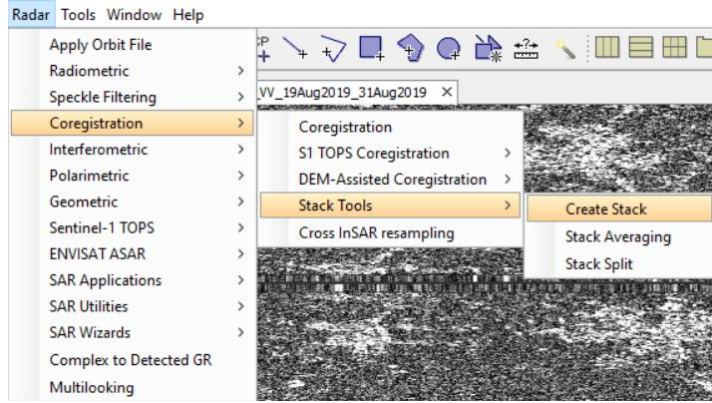 Radar Tools Window Help
Apply Orbit File
Radiometric
Speckle Filtering
Coregistration
Interferometric
Polarimetric
Geometric
Sentinel-1 TOPS
ENVISAT ASAR
SAR Applications
SAR Utilities
SAR Wizards
Complex to Detected GR
Multilooking
VV_19Aug2019_31Aug2019
Coregistration
S1 TOPS Coregistration
DEM-Assisted Coregistration
Stack Tools
Cross InSAR resampling
Create Stack
Stack Averaging
Stack Split